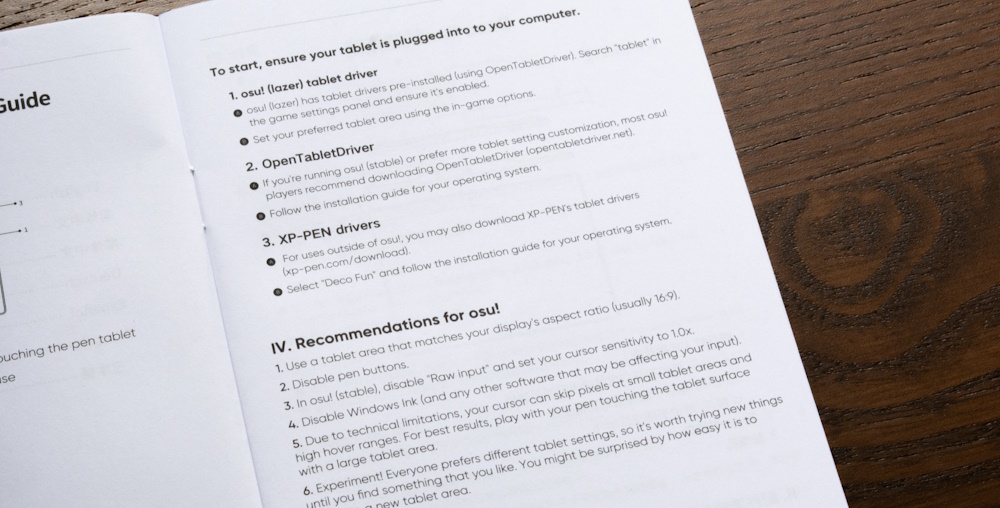 Guide
3
1
ouching the pen tablet
se
To start, ensure your tablet is plugged into to your computer.
1. osu! (lazer) tablet driver
osu! (lazer) has tablet drivers pre-installed (using OpenTabletDriver). Search "tablet" in
the game settings panel and ensure it's enabled.
Set your preferred tablet area using the in-game options.
2. OpenTabletDriver
If you're running osu! (stable) or prefer more tablet setting customization, most osu!
players recommend downloading OpenTabletDriver (opentabletdriver.net).
Follow the installation guide for your operating system.
3. XP-PEN drivers
For uses outside of osu!, you may also download XP-PEN's tablet drivers
(xp-pen.com/download).
Select "Deco Fun" and follow the installation guide for your operating system.
IV. Recommendations for osu!
1. Use a tablet area that matches your display's aspect ratio (usually 16:9).
2. Disable pen buttons.
3. In osu! (stable), disable "Raw input" and set your cursor sensitivity to 1.0x.
4. Disable Windows Ink (and any other software that may be affecting your input).
5. Due to technical limitations, your cursor can skip pixels at small tablet areas and
high hover ranges. For best results, play with your pen touching the tablet surface
with a large tablet area.
6. Experiment! Everyone prefers different tablet settings, so it's worth trying new things
until you find something that you like. You might be surprised by how easy it is to
a new tablet area.